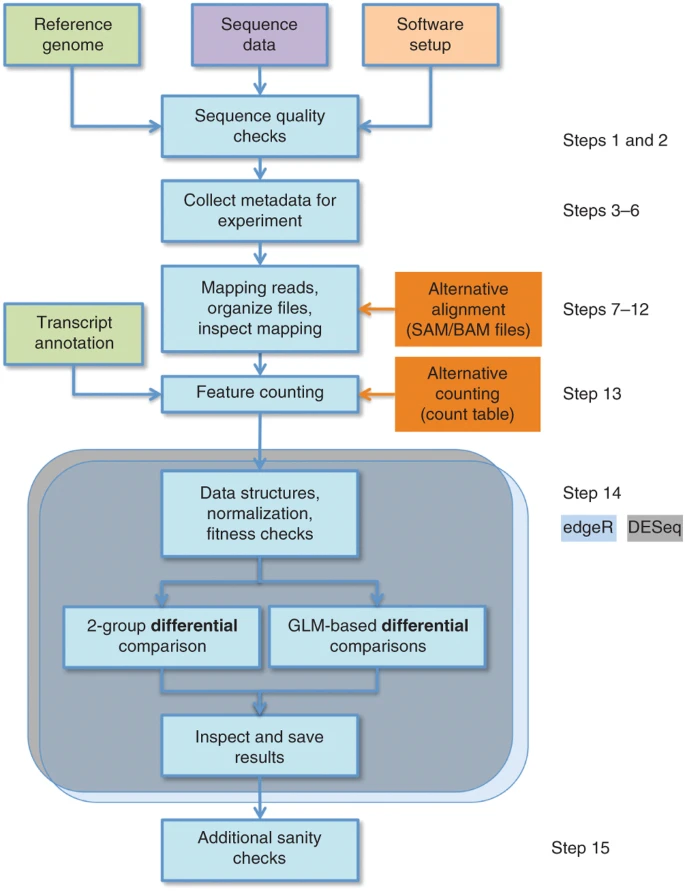 Reference
genome
Sequence
data
Software
setup
Sequence quality
checks
Steps 1 and 2
Collect metadata for
experiment
Steps 3–6
Mapping reads,
organize files,
inspect mapping
Alternative
alignment
(SAM/BAM files)
Steps 7–12
Transcript
annotation
Feature counting
Alternative
counting
(count table)
Step 13
Data structures,
normalization,
fitness checks
Step 14
edgeR DESeq
2-group differential
comparison
GLM-based differential
comparisons
Inspect and save
results
Additional sanity
checks
Step 15